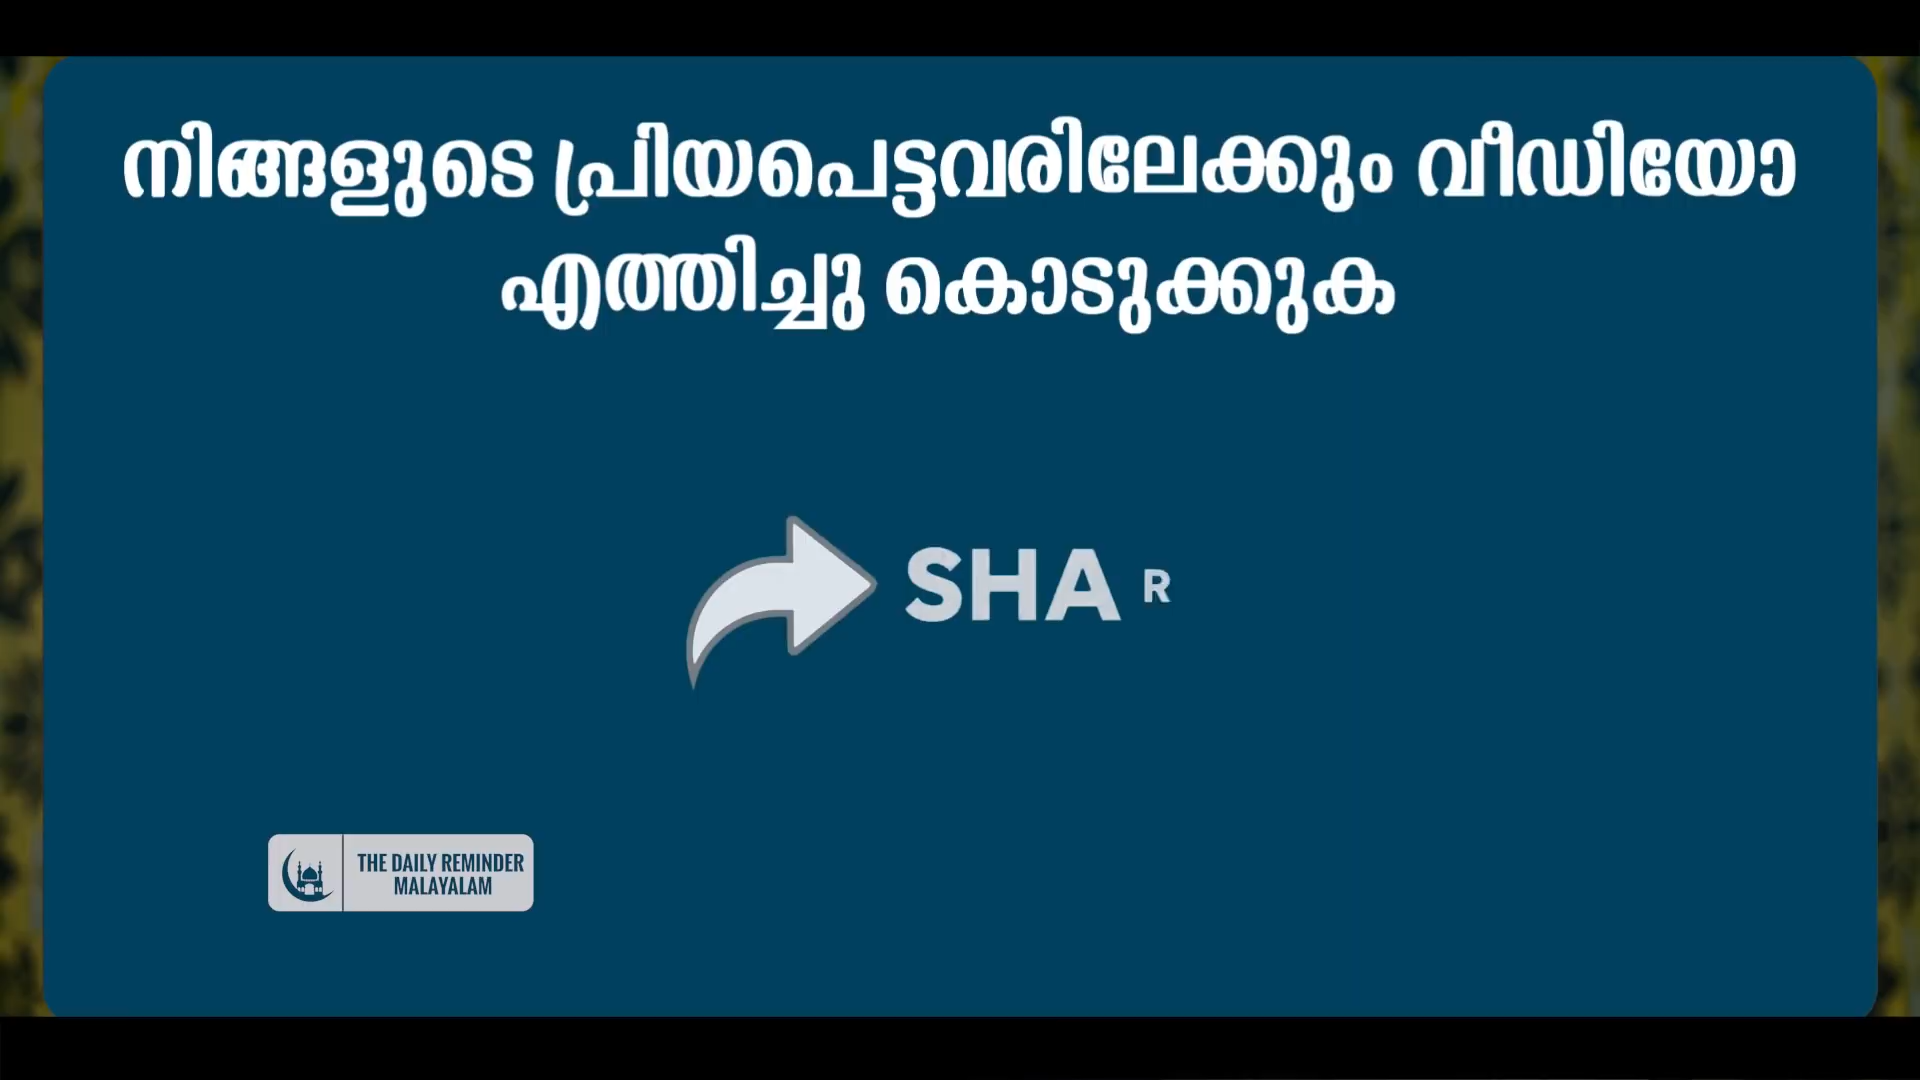 നിങ്ങളുടെ പ്രിയപെട്ടവരിലേക്കും വീഡിയോ
എത്തിച്ചു കൊടുക്കുക
SHA R
THE DAILY REMINDER
MALAYALAM